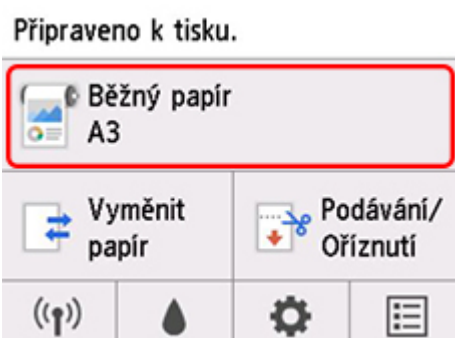 Připraveno k tisku.
Běžný papír
A3
Vyměnit
papír
Podávání/
Oříznutí